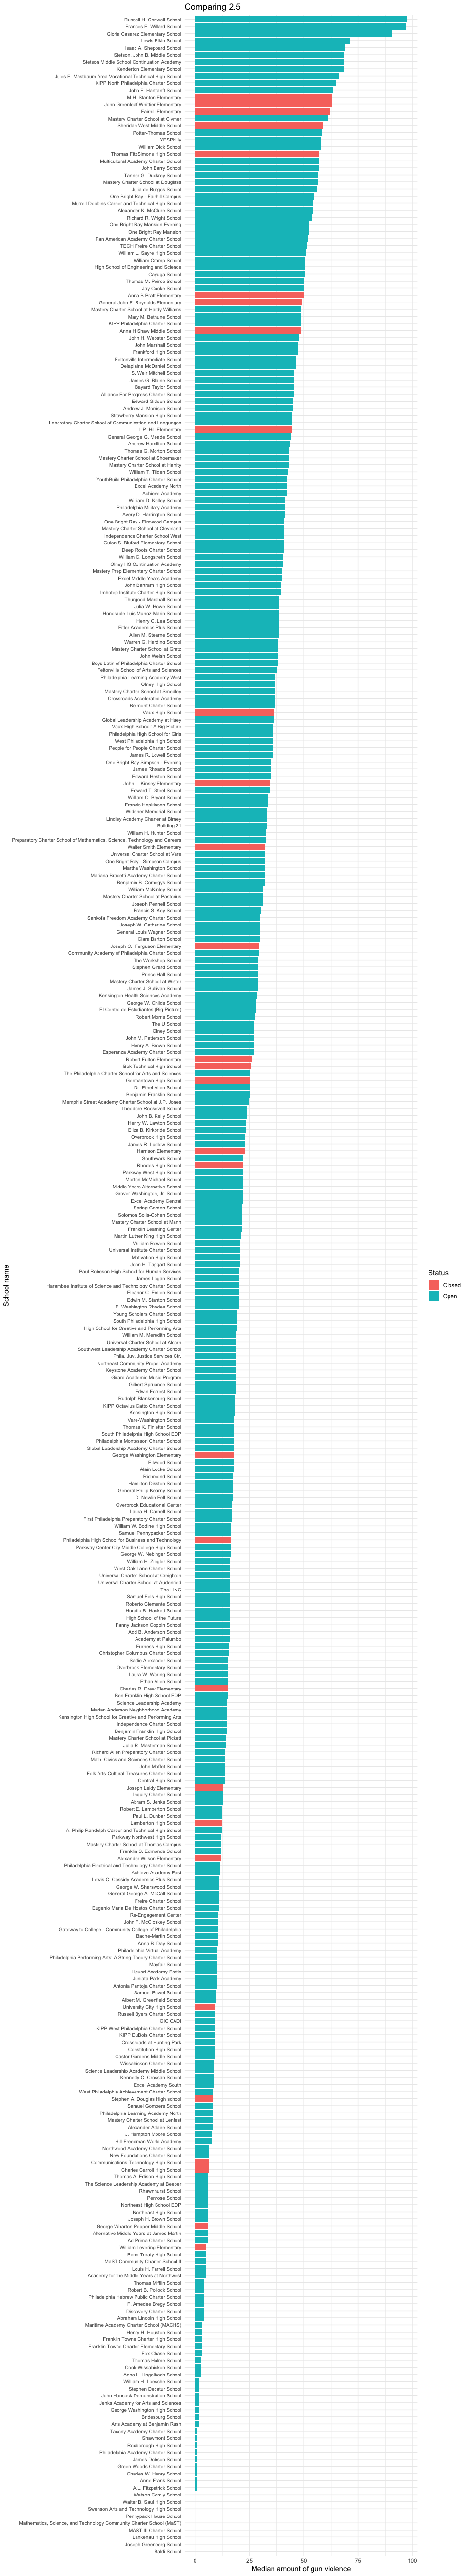 Comparing 2.5
Russell H. Conwell School
Frances E. Willard School
Gloria Casarez Elementary School
Lewis Elkin School
Isaac A. Sheppard School
Stetson, John B. Middle School
Stetson Middle School Continuation Academy
Kenderton Elementary School
Jules E. Mastbaum Area Vocational Technical High School
KIPP North Philadelphia Charter School
John F. Hartranft School
M.H. Stanton Elementary
John Greenleaf Whittier Elementary
Fairhill Elementary
Mastery Charter School at Clymer
Sheridan West Middle School
Potter-Thomas School
YESPhilly
William Dick School
Thomas FitzSimons High School
Multicultural Academy Charter School
John Barry School
Tanner G. Duckrey School
Mastery Charter School at Douglass
Julia de Burgos School
One Bright Ray - Fairhill Campus
Murrell Dobbins Career and Technical High School
Alexander K. McClure School
Richard R. Wright School
One Bright Ray Mansion Evening
One Bright Ray Mansion
Pan American Academy Charter School
TECH Freire Charter School
William L. Sayre High School
William Cramp School
High School of Engineering and Science
Cayuga School
Thomas M. Peirce School
Jay Cooke School
Anna B Pratt Elementary
General John F. Reynolds Elementary
Mastery Charter School at Hardy Williams
Mary M. Bethune School
KIPP Philadelphia Charter School
Anna H Shaw Middle School
John H. Webster School
John Marshall School
Frankford High School
Feltonville Intermediate School
Delaplaine McDaniel School
S. Weir Mitchell School
James G. Blaine School
Bayard Taylor School
Alliance For Progress Charter School
Edward Gideon School
Andrew J. Morrison School
Strawberry Mansion High School
Laboratory Charter School of Communication and Languages
L.P. Hill Elementary
General George G. Meade School
Andrew Hamilton School
Thomas G. Morton School
Mastery Charter School at Shoemaker
Mastery Charter School at Harrity
William T. Tilden School
YouthBuild Philadelphia Charter School
Excel Academy North
Achieve Academy
William D. Kelley School
Philadelphia Military Academy
Avery D. Harrington School
One Bright Ray - Elmwood Campus
Mastery Charter School at Cleveland
Independence Charter School West
Guion S. Bluford Elementary School
Deep Roots Charter School
William C. Longstreth School
Olney HS Continuation Academy
Mastery Prep Elementary Charter School
Excel Middle Years Academy
John Bartram High School
Imhotep Institute Charter High School
Thurgood Marshall School
Julia W. Howe School
Honorable Luis Munoz-Marin School
Henry C. Lea School
Fitler Academics Plus School
Allen M. Stearne School
Warren G. Harding School
Mastery Charter School at Gratz
John Welsh School
Boys Latin of Philadelphia Charter School
Feltonville School of Arts and Sciences
Philadelphia Learning Academy West
Olney High School
Mastery Charter School at Smedley
Crossroads Accelerated Academy
Belmont Charter School
Vaux High School
Global Leadership Academy at Huey
Vaux High School: A Big Picture
Philadelphia High School for Girls
West Philadelphia High School
People for People Charter School
James R. Lowell School
One Bright Ray Simpson - Evening
James Rhoads School
Edward Heston School
John L. Kinsey Elementary
Edward T. Steel School
William C. Bryant School
Francis Hopkinson School
Widener Memorial School
Lindley Academy Charter at Birney
Building 21
William H. Hunter School
Preparatory Charter School of Mathematics, Science, Technology and Careers
Walter Smith Elementary
Universal Charter School at Vare
One Bright Ray - Simpson Campus
Martha Washington School
Mariana Bracetti Academy Charter School
Benjamin B. Comegys School
William McKinley School
Mastery Charter School at Pastorius
Joseph Pennell School
Francis S. Key School
Sankofa Freedom Academy Charter School
Joseph W. Catharine School
General Louis Wagner School
Clara Barton School
Joseph C. Ferguson Elementary
Community Academy of Philadelphia Charter School
The Workshop School
Stephen Girard School
Prince Hall School
Mastery Charter School at Wister
James J. Sullivan School
Kensington Health Sciences Academy
George W. Childs School
El Centro de Estudiantes (Big Picture)
Robert Morris School
The U School
Olney School
John M. Patterson School
Henry A. Brown School
Esperanza Academy Charter School
Robert Fulton Elementary
Bok Technical High School
The Philadelphia Charter School for Arts and Sciences
Germantown High School
Dr. Ethel Allen School
Benjamin Franklin School
Memphis Street Academy Charter School at J.P. Jones
Theodore Roosevelt School
John B. Kelly School
Henry W. Lawton School
Eliza B. Kirkbride School
Overbrook High School
James R. Ludlow School
Harrison Elementary
Southwark School
Rhodes High School
Parkway West High School
Morton McMichael School
Middle Years Alternative School
Grover Washington, Jr. School
Excel Academy Central
Spring Garden School
Solomon Solis-Cohen School
Mastery Charter School at Mann
Franklin Learning Center
Martin Luther King High School
William Rowen School
Universal Institute Charter School
Motivation High School
John H. Taggart School
Paul Robeson High School for Human Services
James Logan School
Harambee Institute of Science and Technology Charter School
Eleanor C. Emlen School
Edwin M. Stanton School
E. Washington Rhodes School
Young Scholars Charter School
South Philadelphia High School
High School for Creative and Performing Arts
William M. Meredith School
Universal Charter School at Alcorn
Southwest Leadership Academy Charter School
Phila. Juv. Justice Services Ctr.
Northeast Community Propel Academy
Keystone Academy Charter School
Girard Academic Music Program
Gilbert Spruance School
Edwin Forrest School
Rudolph Blankenburg School
KIPP Octavius Catto Charter School
Kensington High School
Vare-Washington School
Thomas K. Finletter School
South Philadelphia High School EOP
Philadelphia Montessori Charter School
Global Leadership Academy Charter School
George Washington Elementary
Ellwood School
Alain Locke School
Richmond School
Hamilton Disston School
General Philip Kearny School
D. Newlin Fell School
Overbrook Educational Center
Laura H. Carnell School
First Philadelphia Preparatory Charter School
William W. Bodine High School
Samuel Pennypacker School
Philadelphia High School for Business and Technology
Parkway Center City Middle College High School
George W. Nebinger School
William H. Ziegler School
West Oak Lane Charter School
Universal Charter School at Creighton
Universal Charter School at Audenried
The LINC
Samuel Fels High School
Roberto Clemente School
Horatio B. Hackett School
High School of the Future
Fanny Jackson Coppin School
Add B. Anderson School
Academy at Palumbo
Furness High School
Christopher Columbus Charter School
Sadie Alexander School
Overbrook Elementary School
Laura W. Waring School
Ethan Allen School
Charles R. Drew Elementary
Ben Franklin High School EOP
Science Leadership Academy
Marian Anderson Neighborhood Academy
Kensington High School for Creative and Performing Arts
Independence Charter School
Benjamin Franklin High School
Mastery Charter School at Pickett
Julia R. Masterman School
Richard Allen Preparatory Charter School
Math, Civics and Sciences Charter School
John Moffet School
Folk Arts-Cultural Treasures Charter School
Central High School
Joseph Leidy Elementary
Inquiry Charter School
Abram S. Jenks School
Robert E. Lamberton School
Paul L. Dunbar School
Lamberton High School
A. Philip Randolph Career and Technical High School
Parkway Northwest High School
Mastery Charter School at Thomas Campus
Franklin S. Edmonds School
Alexander Wilson Elementary
Philadelphia Electrical and Technology Charter School
Achieve Academy East
Lewis C. Cassidy Academics Plus School
George W. Sharswood School
General George A. McCall School
Freire Charter School
Eugenio Maria De Hostos Charter School
Re-Engagement Center
John F. McCloskey School
Gateway to College - Community College of Philadelphia
Bache-Martin School
Anna B. Day School
Philadelphia Virtual Academy
Philadelphia Performing Arts: A String Theory Charter School
Mayfair School
Liguori Academy-Fortis
Juniata Park Academy
Antonia Pantoja Charter School
Samuel Powel School
Albert M. Greenfield School
University City High School
Russell Byers Charter School
OIC CADI
KIPP West Philadelphia Charter School
KIPP DuBois Charter School
Crossroads at Hunting Park
Constitution High School
Castor Gardens Middle School
Wissahickon Charter School
Science Leadership Academy Middle School
Kennedy C. Crossan School
Excel Academy South
West Philadelphia Achievement Charter School
Stephen A. Douglas High school
Samuel Gompers School
Philadelphia Learning Academy North
Mastery Charter School at Lenfest
Alexander Adaire School
J. Hampton Moore School
Hill-Freedman World Academy
Northwood Academy Charter School
New Foundations Charter School
Communications Technology High School
Charles Carroll High School
Thomas A. Edison High School
The Science Leadership Academy at Beeber
Rhawnhurst School
Penrose School
Northeast High School EOP
Northeast High School
Joseph H. Brown School
George Wharton Pepper Middle School
Alternative Middle Years at James Martin
Ad Prima Charter School
William Levering Elementary
Penn Treaty High School
MaST Community Charter School II
Louis H. Farrell School
Academy for the Middle Years at Northwest
Thomas Mifflin School
Robert B. Pollock School
Philadelphia Hebrew Public Charter School
F. Amedee Bregy School
Discovery Charter School
Abraham Lincoln High School
Maritime Academy Charter School (MACHS)
Henry H. Houston School
Franklin Towne Charter High School
Franklin Towne Charter Elementary School
Fox Chase School
Thomas Holme School
Cook-Wissahickon School
Anna L. Lingelbach School
William H. Loesche School
Stephen Decatur School
John Hancock Demonstration School
Jenks Academy for Arts and Sciences
George Washington High School
Bridesburg School
Arts Academy at Benjamin Rush
Tacony Academy Charter School
Shawmont School
Roxborough High School
Philadelphia Academy Charter School
James Dobson School
Green Woods Charter School
Charles W. Henry School
Anne Frank School
A.L. Fitzpatrick School
Watson Comly School
Walter B. Saul High School
Swenson Arts and Technology High School
Pennypack House School
Mathematics, Science, and Technology Community Charter School (MaST)
MAST III Charter School
Lankenau High School
Joseph Greenberg School
Baldi School
0
25
50
75
100
Median amount of gun violence
School name
Status
Closed
Open